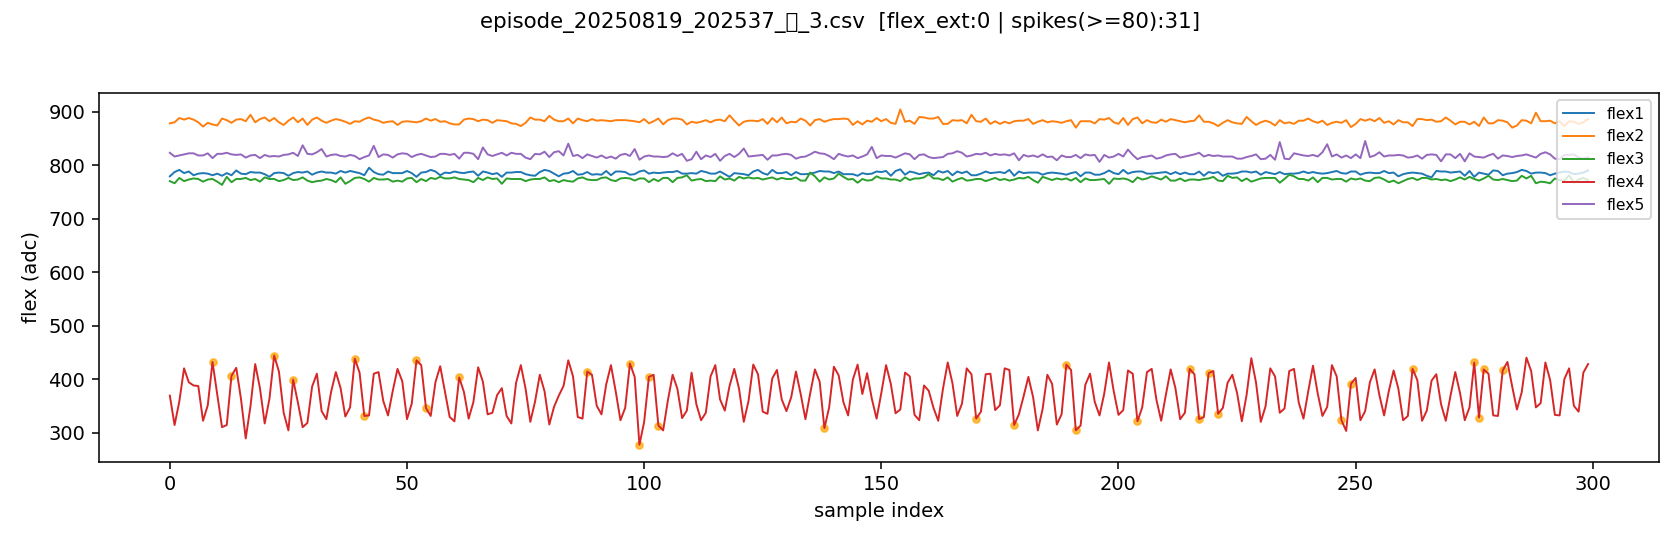 episode_20250819_202537_▯_3.csv [flex_ext:0 | spikes(>=80):31]
flex (adc)
900
800
700
600
500
400
300
flex1
flex2
flex3
flex4
flex5
0
50
100
150
200
250
300
sample index